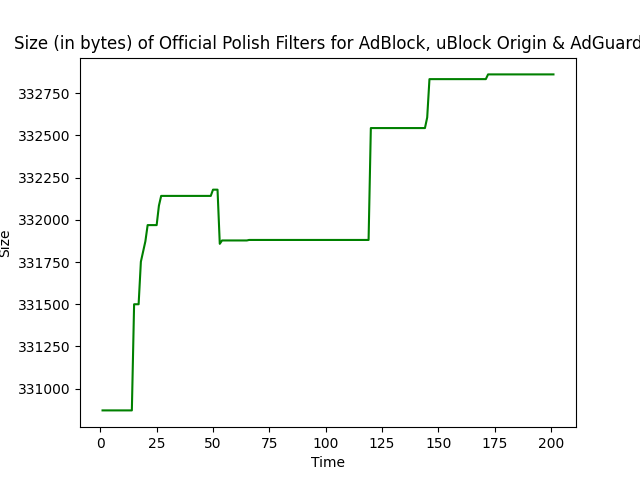 Size (in bytes) of Official Polish Filters for AdBlock, uBlock Origin & AdGuard
332750
332500
332250
332000
331750
331500
331250
331000
Size
0 25 50 75 100 125 150 175 200
Time